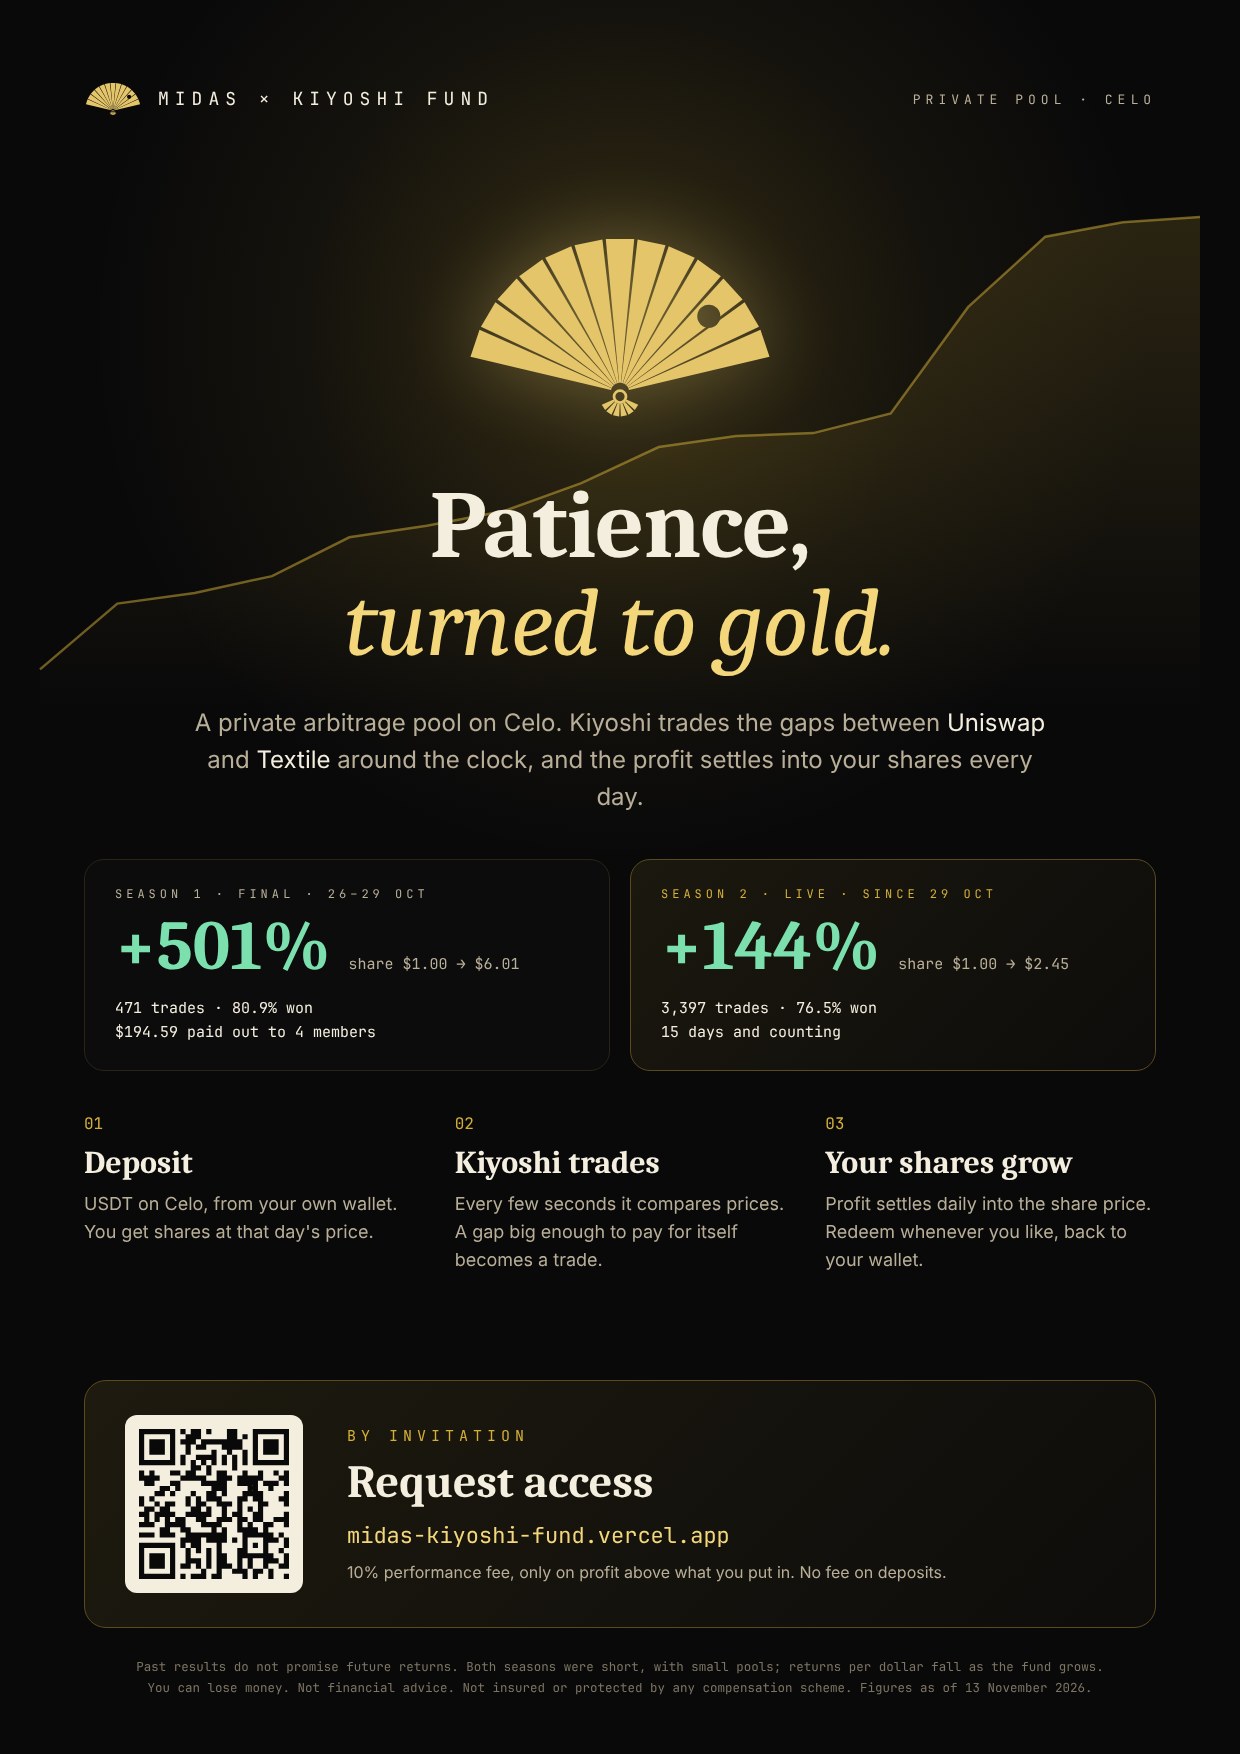 MIDAS × KIYOSHI FUND
PRIVATE POOL · CELO
Patience,
turned to gold.
A private arbitrage pool on Celo. Kiyoshi trades the gaps between Uniswap
and Textile around the clock, and the profit settles into your shares every
day.
SEASON 1 · FINAL · 26–29 OCT
+501% share $1.00 → $6.01
471 trades · 80.9% won
$194.59 paid out to 4 members
SEASON 2 · LIVE · SINCE 29 OCT
+144% share $1.00 → $2.45
3,397 trades · 76.5% won
15 days and counting
01
Deposit
USDT on Celo, from your own wallet.
You get shares at that day's price.
02
Kiyoshi trades
Every few seconds it compares prices.
A gap big enough to pay for itself
becomes a trade.
03
Your shares grow
Profit settles daily into the share price.
Redeem whenever you like, back to
your wallet.
BY INVITATION
Request access
midas-kiyoshi-fund.vercel.app
10% performance fee, only on profit above what you put in. No fee on deposits.
Past results do not promise future returns. Both seasons were short, with small pools; returns per dollar fall as the fund grows.
You can lose money. Not financial advice. Not insured or protected by any compensation scheme. Figures as of 13 November 2026.